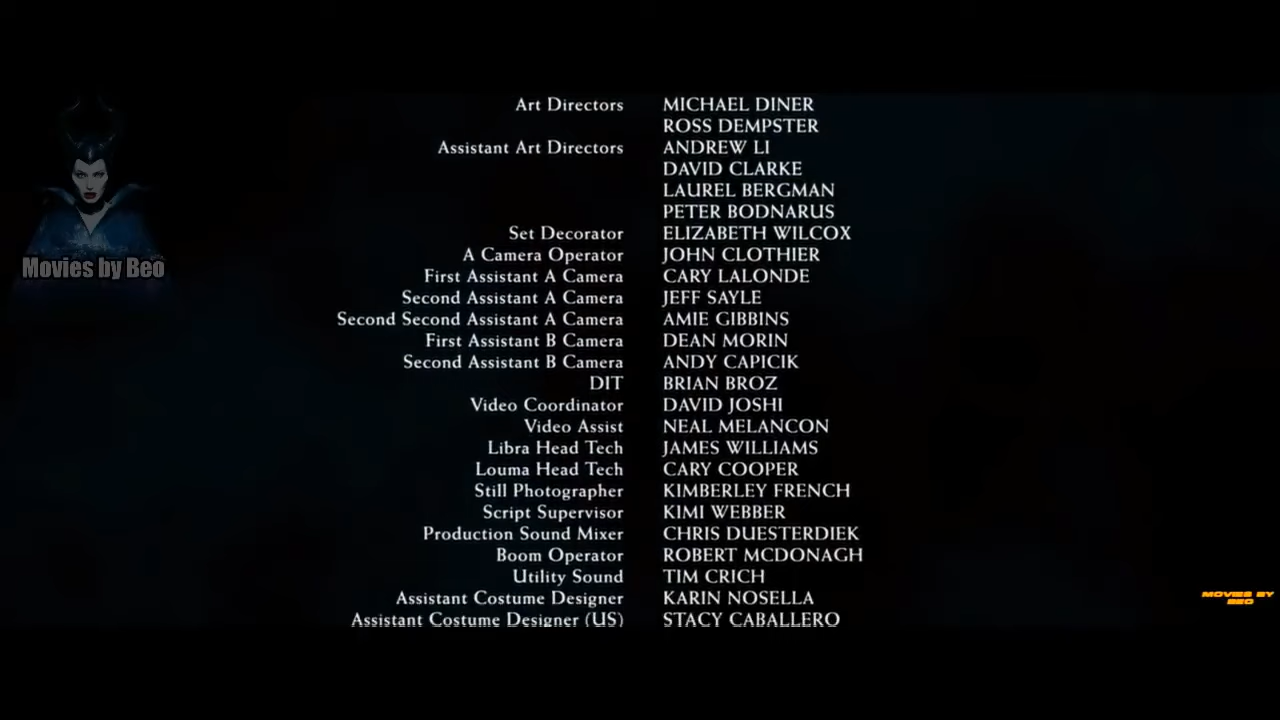 Art Directors MICHAEL DINER
ROSS DEMPSTER
Assistant Art Directors ANDREW LI
DAVID CLARKE
LAUREL BERGMAN
PETER BODNARUS
Set Decorator ELIZABETH WILCOX
A Camera Operator JOHN CLOTHIER
First Assistant A Camera CARY LALONDE
Second Assistant A Camera JEFF SAYLE
Second Second Assistant A Camera AMIE GIBBINS
First Assistant B Camera DEAN MORIN
Second Assistant B Camera ANDY CAPICIK
DIT BRIAN BROZ
Video Coordinator DAVID JOSHI
Video Assist NEAL MELANCON
Libra Head Tech JAMES WILLIAMS
Louma Head Tech CARY COOPER
Still Photographer KIMBERLEY FRENCH
Script Supervisor KIMI WEBBER
Production Sound Mixer CHRIS DUESTERDIEK
Boom Operator ROBERT MCDONAGH
Utility Sound TIM CRICH
Assistant Costume Designer KARIN NOSELLA
Assistant Costume Designer (US) STACY CABALLERO
Movies by Beo
MOVIES BY
BEO